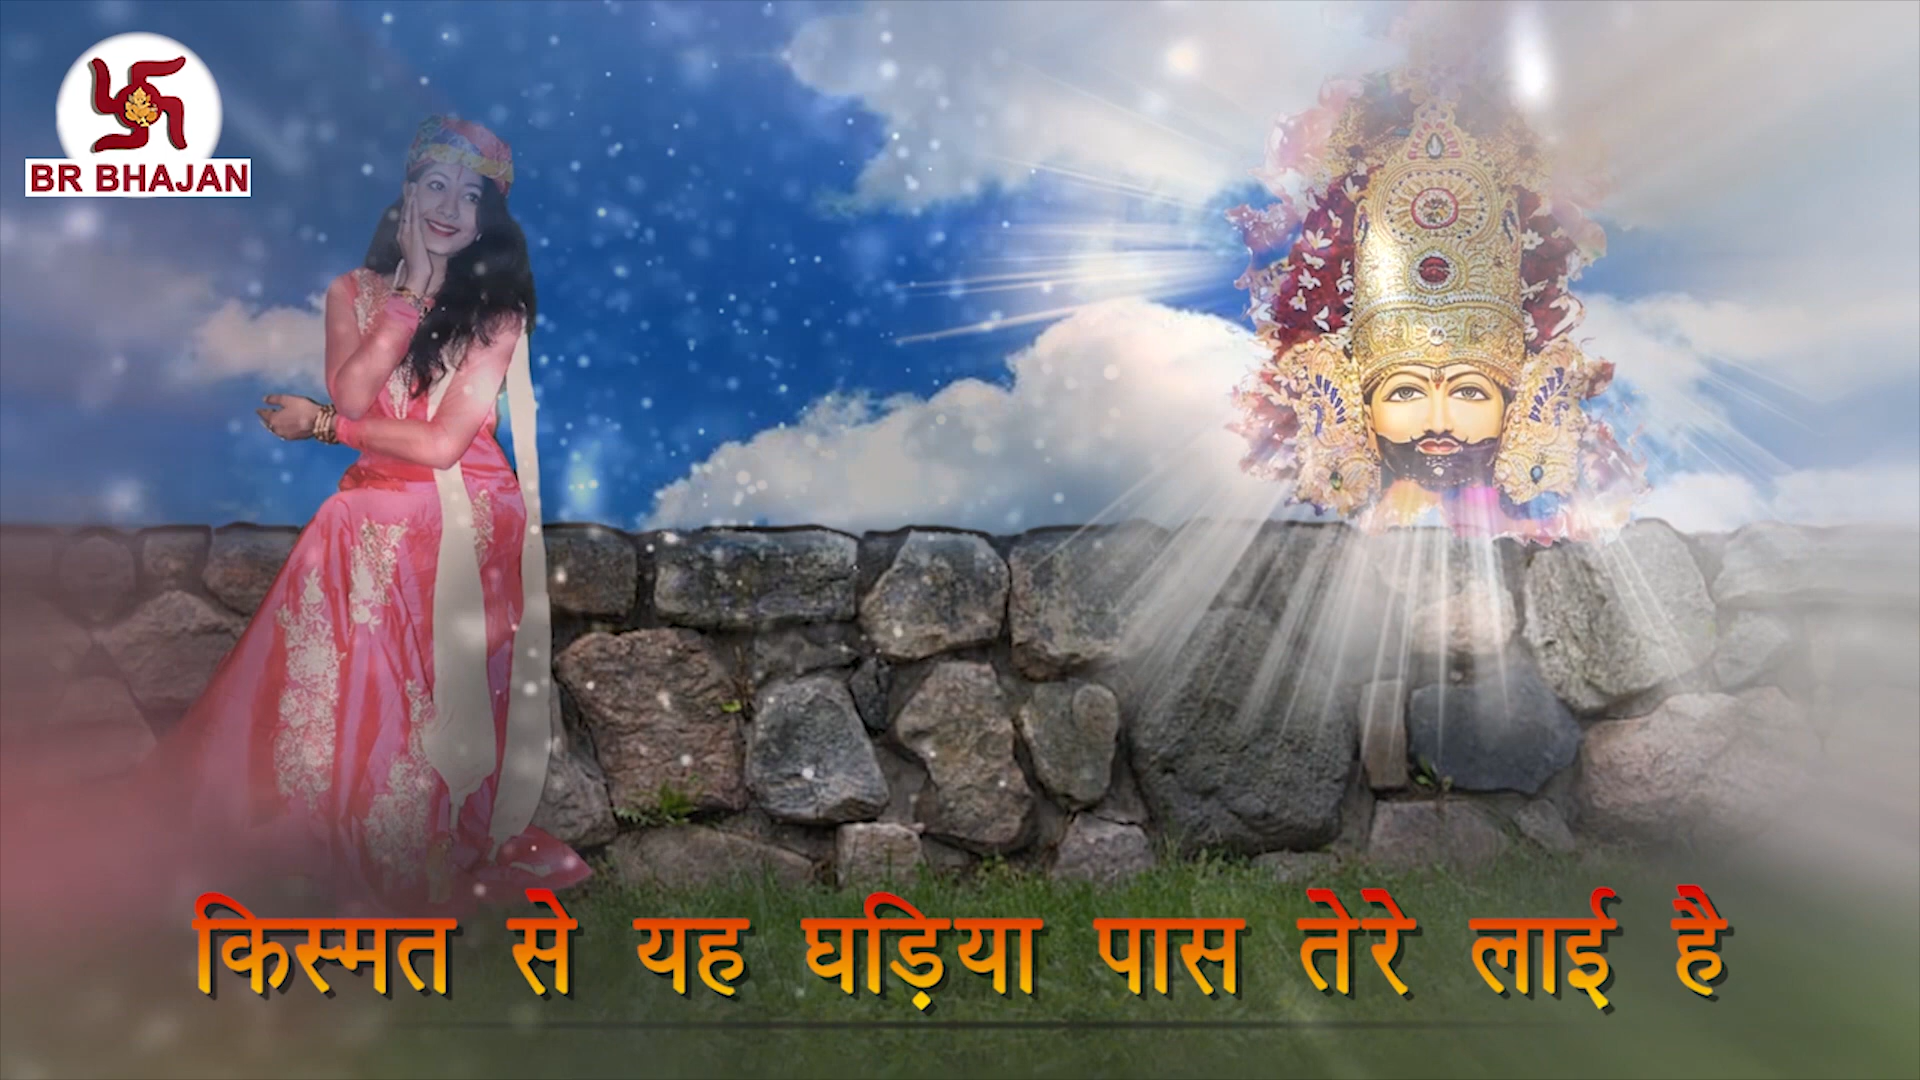 BR BHAJAN
किस्मत से यह घड़िया पास तेरे लाई है